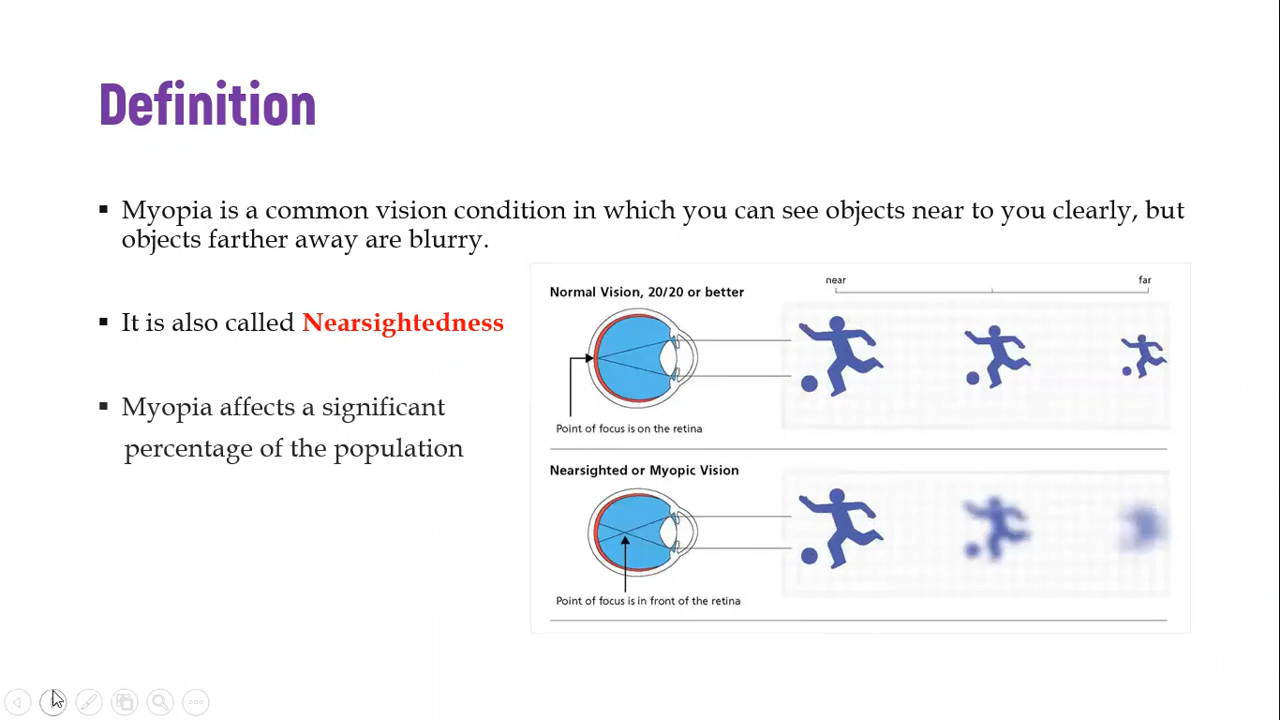 Definition
▪ Myopia is a common vision condition in which you can see objects near to you clearly, but
objects farther away are blurry.
▪ It is also called Nearsightedness
▪ Myopia affects a significant
percentage of the population
near far
Normal Vision, 20/20 or better
Point of focus is on the retina
Nearsighted or Myopic Vision
Point of focus is in front of the retina